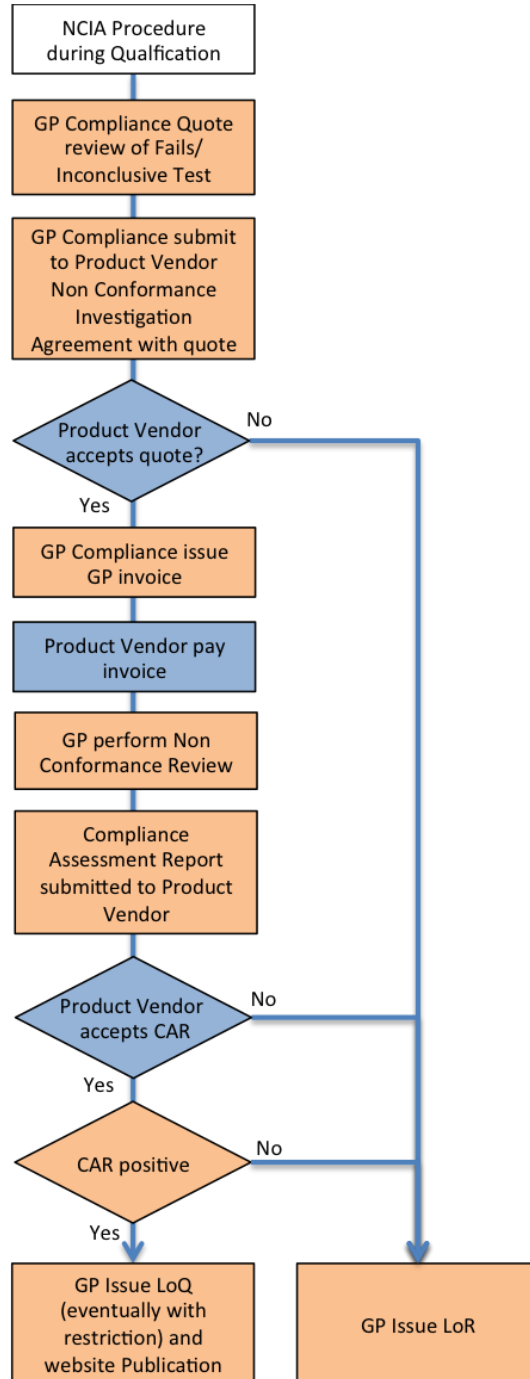 NCIA Procedure
during Qualfication
GP Compliance Quote
review of Fails/
Inconclusive Test
GP Compliance submit
to Product Vendor
Non Conformance
Investigation
Agreement with quote
No
Product Vendor
accepts quote?
Yes
GP Compliance issue
GP invoice
Product Vendor pay
invoice
GP perform Non
Conformance Review
Compliance
Assessment Report
submitted to Product
Vendor
No
Product Vendor
accepts CAR
Yes
No
CAR positive
Yes
GP Issue LoQ
(eventually with
restriction) and
website Publication
GP Issue LoR